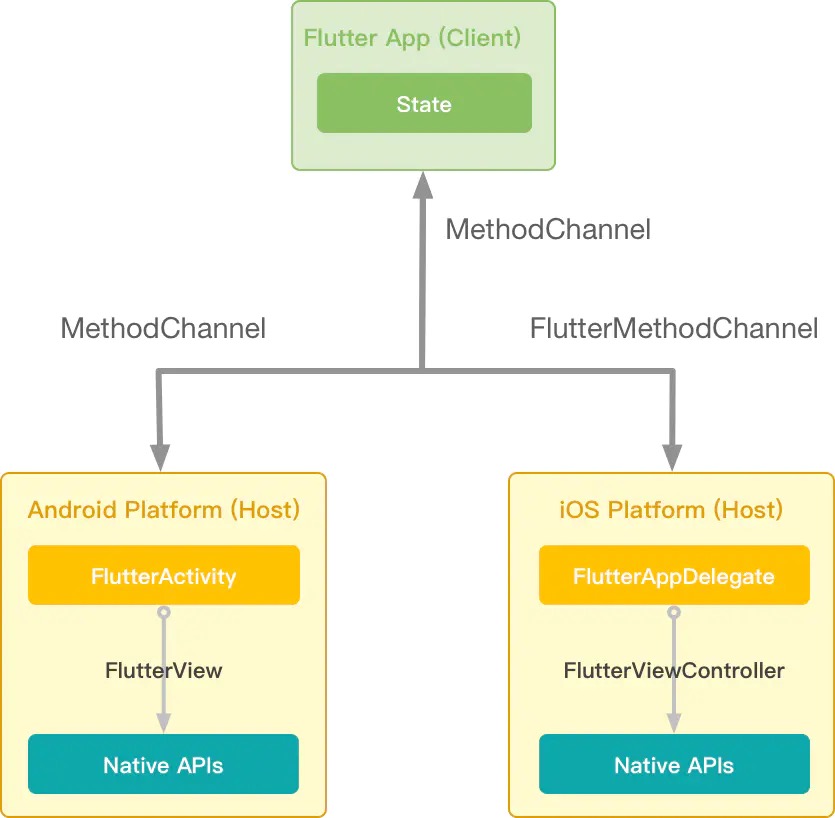 Flutter App (Client)
State
MethodChannel
MethodChannel
FlutterMethodChannel
Android Platform (Host)
FlutterActivity
FlutterView
Native APIs
iOS Platform (Host)
FlutterAppDelegate
FlutterViewController
Native APIs